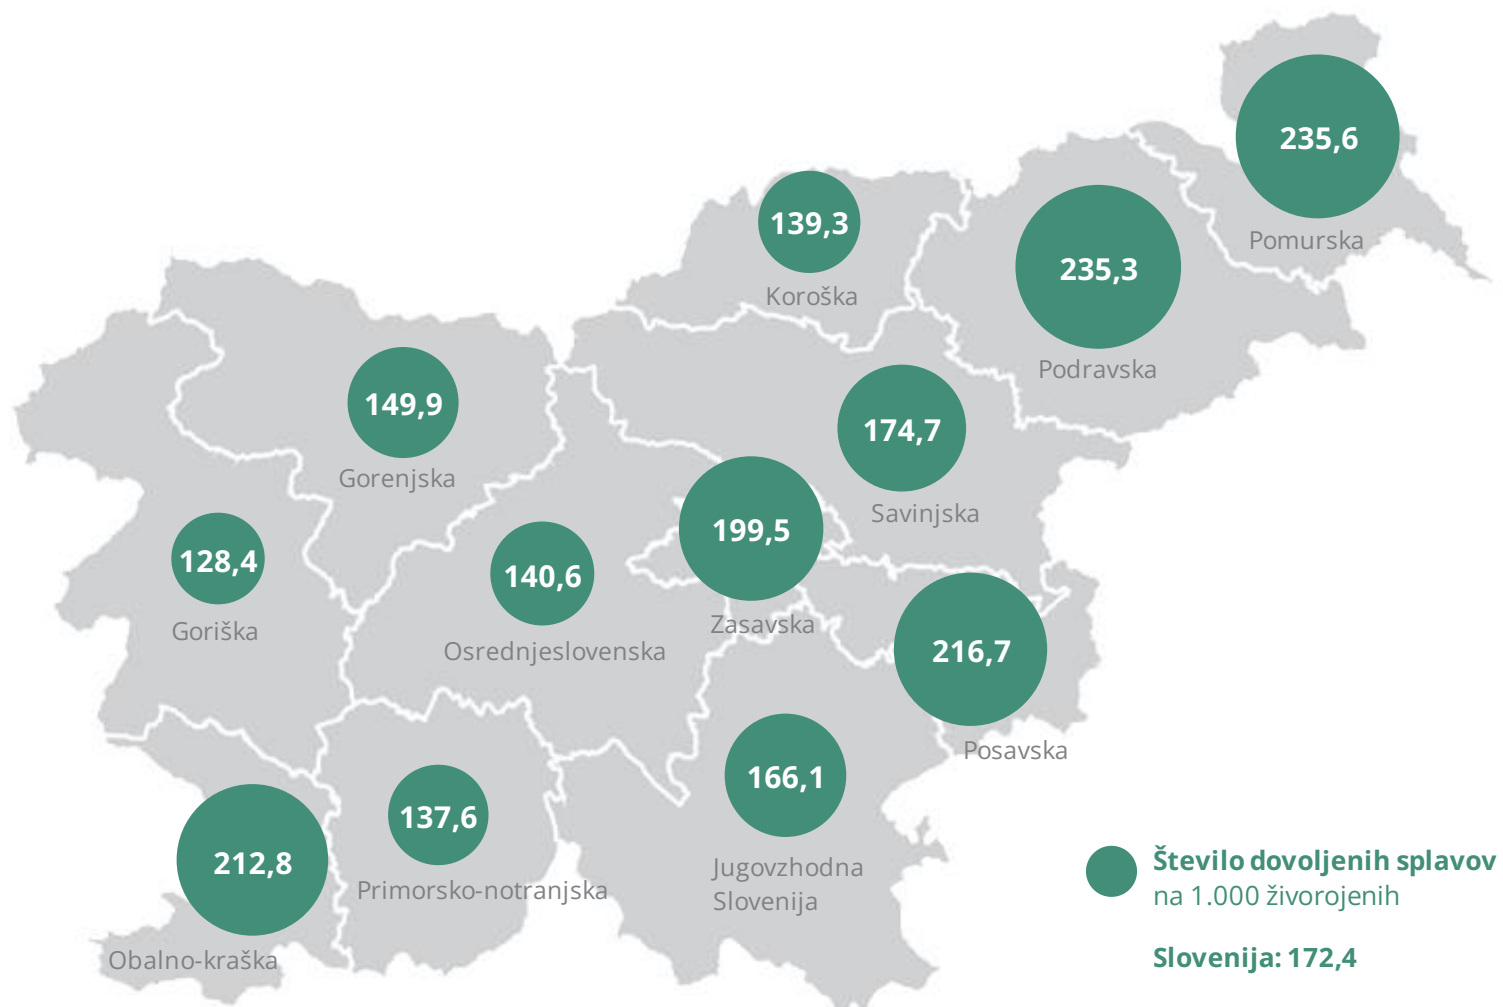 235,6
Pomurska
139,3
Koroška
235,3
Podravska
149,9
Gorenjska
174,7
Savinjska
199,5
Zasavska
128,4
Goriška
140,6
Osrednjeslovenska
216,7
Posavska
166,1
Jugovzhodna
Slovenija
137,6
Primorsko-notranjska
212,8
Obalno-kraška
Število dovoljenih splavov
na 1.000 živorojenih
Slovenija: 172,4